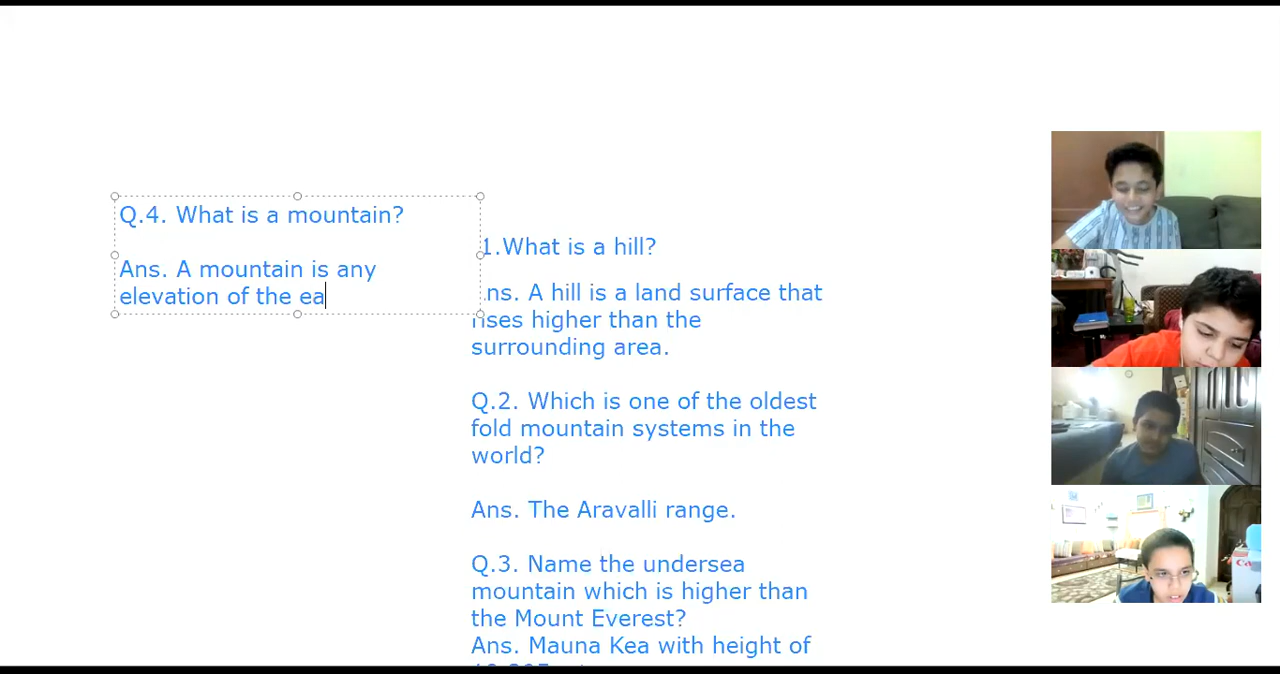 Q.4. What is a mountain?
Ans. A mountain is any
elevation of the ea
1.What is a hill?
ns. A hill is a land surface that
rises higher than the
surrounding area.
Q.2. Which is one of the oldest
fold mountain systems in the
world?
Ans. The Aravalli range.
Q.3. Name the undersea
mountain which is higher than
the Mount Everest?
Ans. Mauna Kea with height of